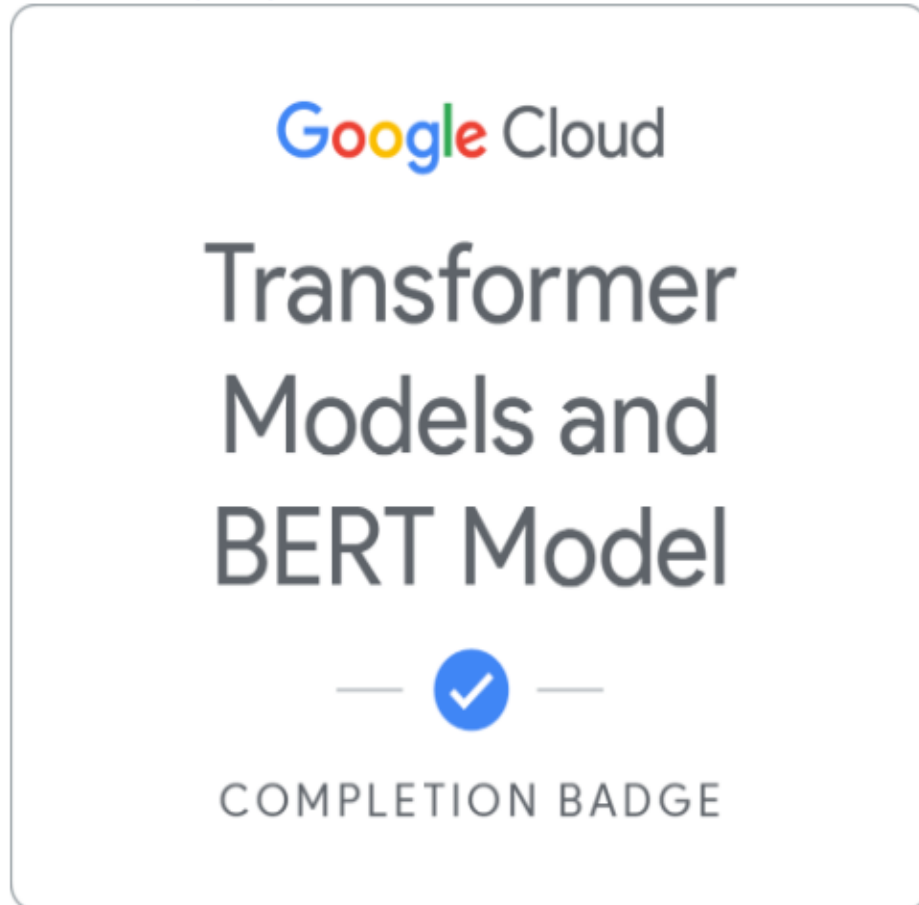 Google Cloud
Transformer
Models and
BERT Model
COMPLETION BADGE